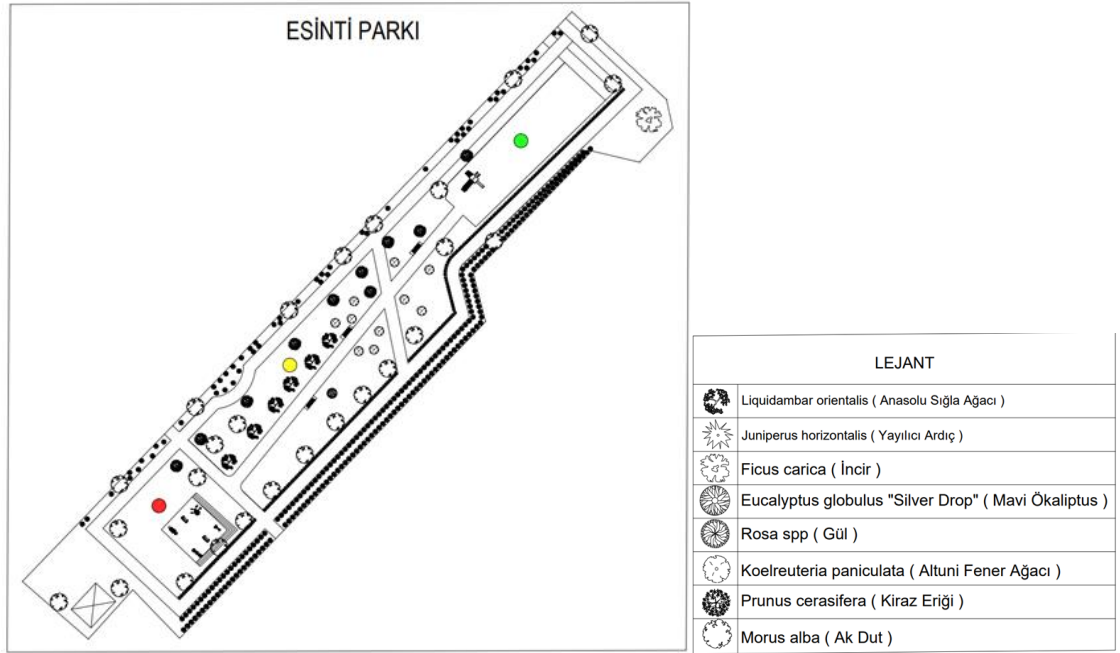 ESİNTİ PARKI
LEJANT
Liquidambar orientalis ( Anasolu Sığla Ağacı )
Juniperus horizontalis ( Yayılıcı Ardıç )
Ficus carica ( İncir )
Eucalyptus globulus "Silver Drop" ( Mavi Ökaliptus )
Rosa spp ( Gül )
Koelreuteria paniculata ( Altuni Fener Ağacı )
Prunus cerasifera ( Kiraz Eriği )
Morus alba ( Ak Dut )